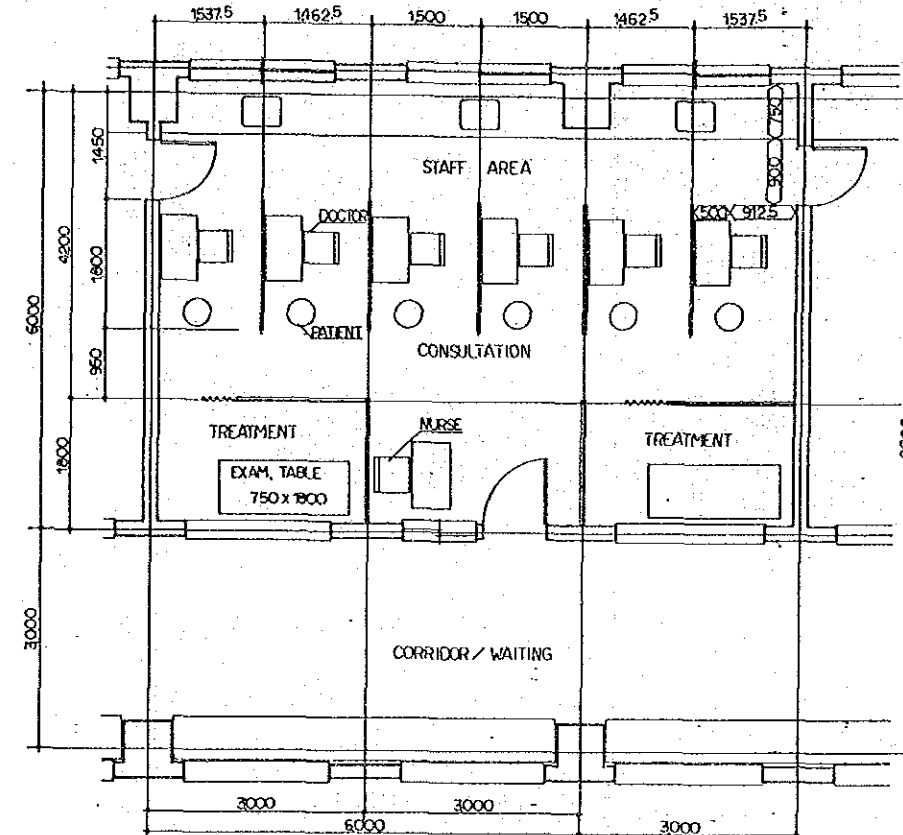 1537.5 1462.5 1500 1500 1462.5 1537.5
750
1450
STAFF AREA
900
500 912.5
DOCTOR
4200
1800
6000
PATIENT
CONSULTATION
950
TREATMENT
NURSE
TREATMENT
1800
EXAM, TABLE
750 x 1800
3000
CORRIDOR / WAITING
3000 3000
6000 3000